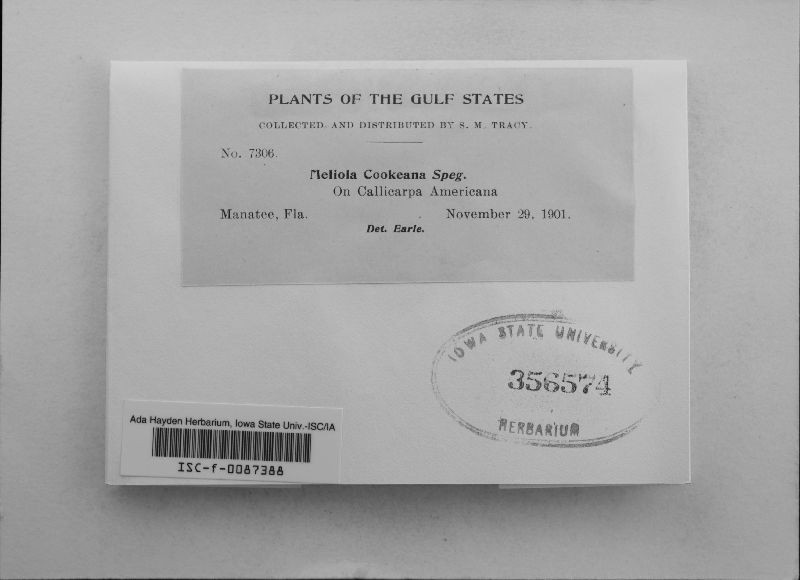 PLANTS OF THE GULF STATES
COLLECTED AND DISTRIBUTED BY S. M. TRACY.
No. 7306.
Meliola Cookeana Speg.
On Callicarpa Americana
Manatee, Fla. November 29, 1901.
Det. Earle.
IOWA STATE UNIVERSITY
356574
HERBARIUM
Ada Hayden Herbarium, Iowa State Univ.-ISC/IA
ISC-f-0087388